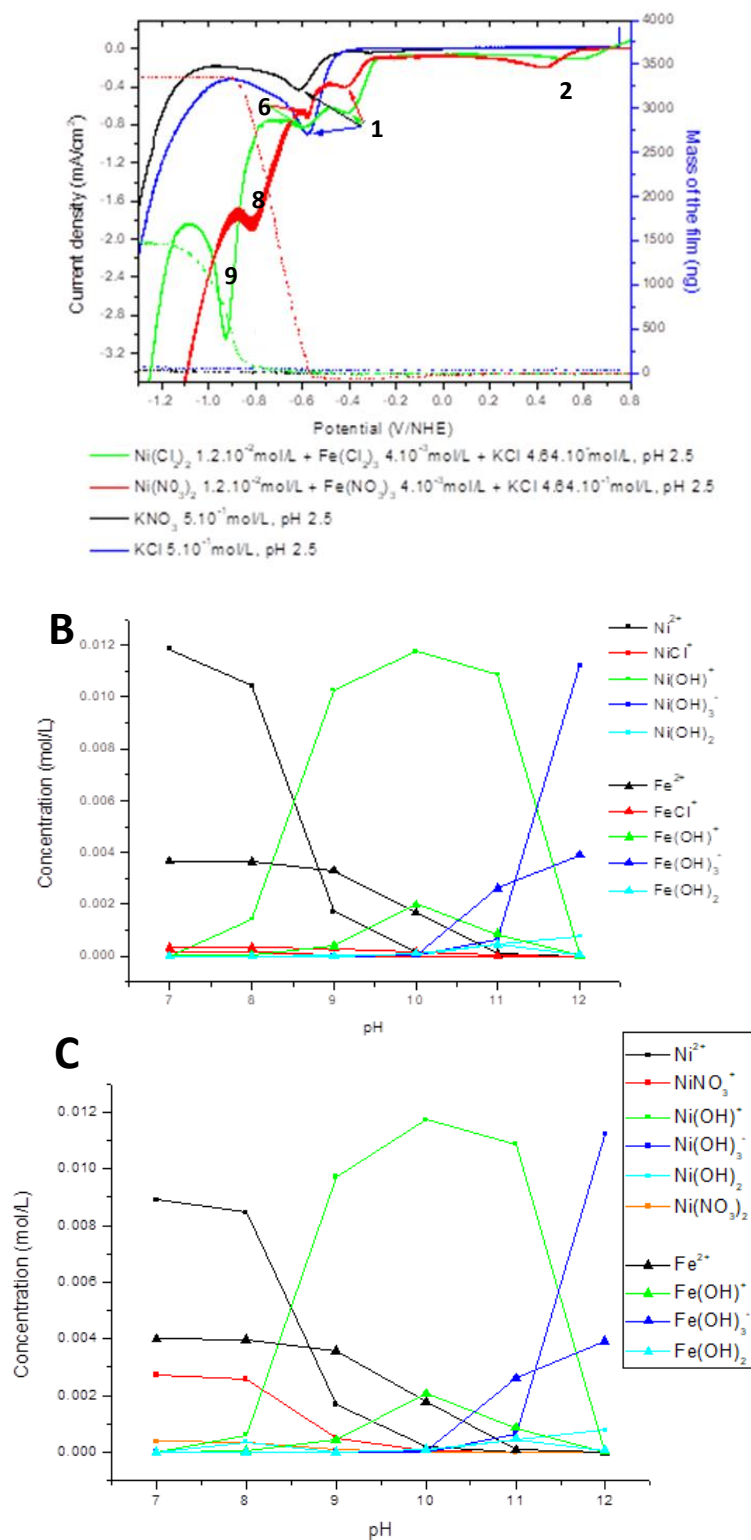 0.0
-0.4
-0.8
-1.2
-1.6
-2.0
-2.4
-2.8
-3.2
Current density (mA/cm²)
4000
3500
3000
2500
2000
1500
1000
500
0
Mass of the film (ng)
6
1
2
8
9
-1.2 -1.0 -0.8 -0.6 -0.4 -0.2 0.0 0.2 0.4 0.6 0.8
Potential (V/NHE)
Ni(Cl₂)₂ 1.2.10⁻²mol/L + Fe(Cl₂)₃ 4.10⁻³mol/L + KCl 4.64.10⁻mol/L, pH 2.5
Ni(NO₃)₂ 1.2.10⁻²mol/L + Fe(NO₃)₃ 4.10⁻³mol/L + KCl 4.64.10⁻¹mol/L, pH 2.5
KNO₃ 5.10⁻¹mol/L, pH 2.5
KCl 5.10⁻¹mol/L, pH 2.5
B
Ni²⁺
NiCl⁺
Ni(OH)⁺
Ni(OH)₃⁻
Ni(OH)₂
Fe²⁺
FeCl⁺
Fe(OH)⁺
Fe(OH)₃⁻
Fe(OH)₂
0.012
0.010
0.008
0.006
0.004
0.002
0.000
Concentration (mol/L)
7 8 9 10 11 12
pH
C
Ni²⁺
NiNO₃⁺
Ni(OH)⁺
Ni(OH)₃⁻
Ni(OH)₂
Ni(NO₃)₂
Fe²⁺
Fe(OH)⁺
Fe(OH)₃⁻
Fe(OH)₂
0.014
0.012
0.010
0.008
0.006
0.004
0.002
0.000
Concentration (mol/L)
7 8 9 10 11 12
pH